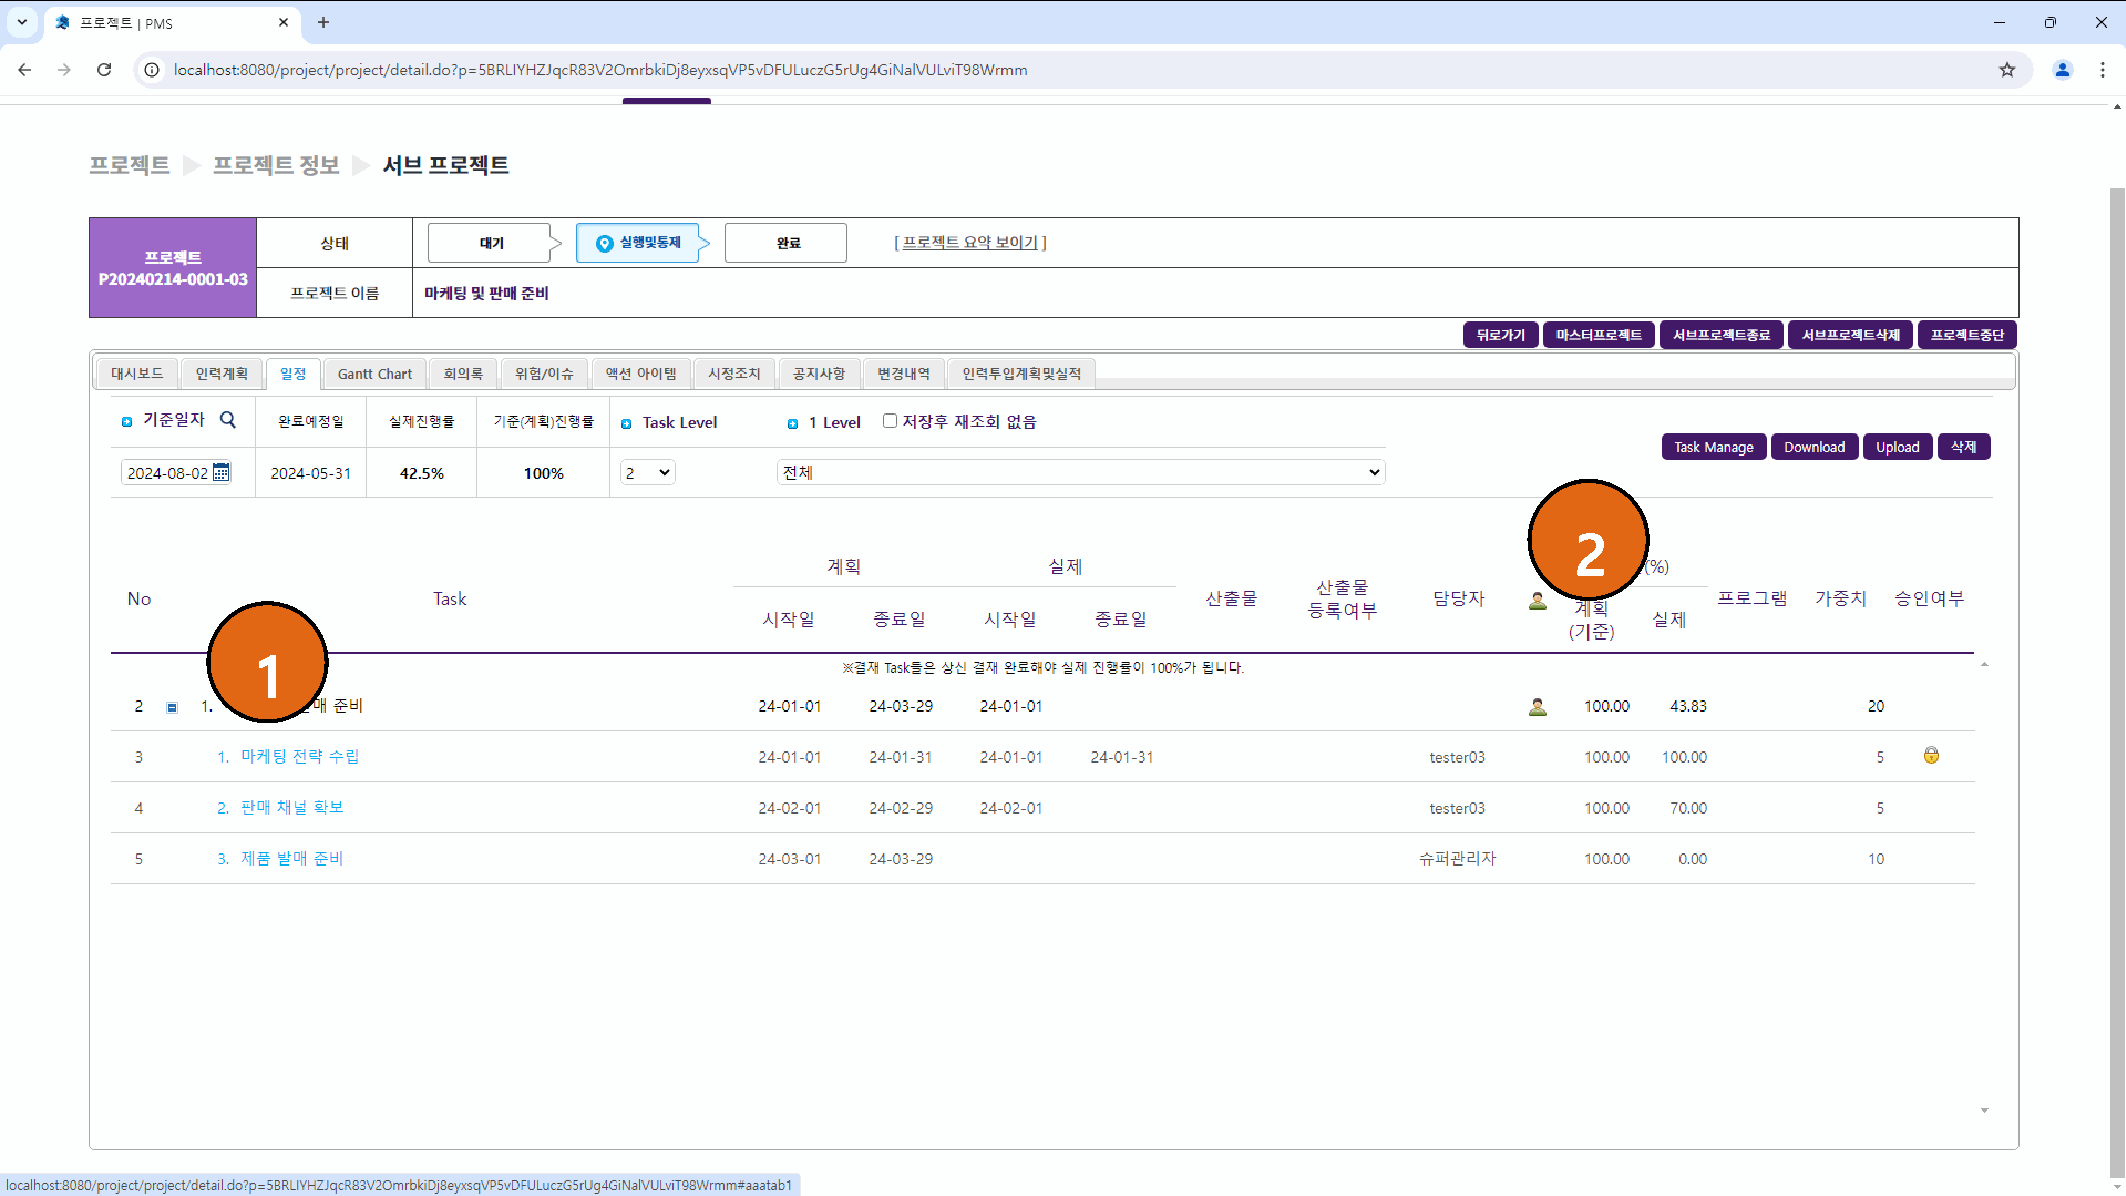 프로젝트 | PMS
localhost:8080/project/project/detail.do?p=5BRLIYHZJqcR83V2OmrbkiDj8eyxsqVP5vDFULuczG5rUg4GiNalVULviT98Wrmm
프로젝트 프로젝트 정보 서브 프로젝트
프로젝트
P20240214-0001-03
상태 대기 실행및통제 완료 [프로젝트 요약 보이기]
프로젝트 이름 마케팅 및 판매 준비
뒤로가기 마스터프로젝트 서브프로젝트종료 서브프로젝트삭제 프로젝트중단
대시보드 인력계획 일정 Gantt Chart 회의록 위험/이슈 액션 아이템 시정조치 공지사항 변경내역 인력투입계획및실적
기준일자 완료예정일 실제진행률 기준(계획)진행률 Task Level 1 Level 저장후 재조회 없음
Task Manage Download Upload 삭제
2024-08-02 2024-05-31 42.5% 100% 2 전체
2
계획 실제 (%)
No Task 시작일 종료일 시작일 종료일 산출물 산출물 등록여부 담당자 계획 (기준) 실제 프로그램 가중치 승인여부
1
※결재 Task들은 상신 결재 완료해야 실제 진행률이 100%가 됩니다.
2 1. 매 준비 24-01-01 24-03-29 24-01-01 100.00 43.83 20
3 1. 마케팅 전략 수립 24-01-01 24-01-31 24-01-01 24-01-31 tester03 100.00 100.00 5
4 2. 판매 채널 확보 24-02-01 24-02-29 24-02-01 tester03 100.00 70.00 5
5 3. 제품 발매 준비 24-03-01 24-03-29 슈퍼관리자 100.00 0.00 10
localhost:8080/project/project/detail.do?p=5BRLIYHZJqcR83V2OmrbkiDj8eyxsqVP5vDFULuczG5rUg4GiNalVULviT98Wrmm#aaatab1